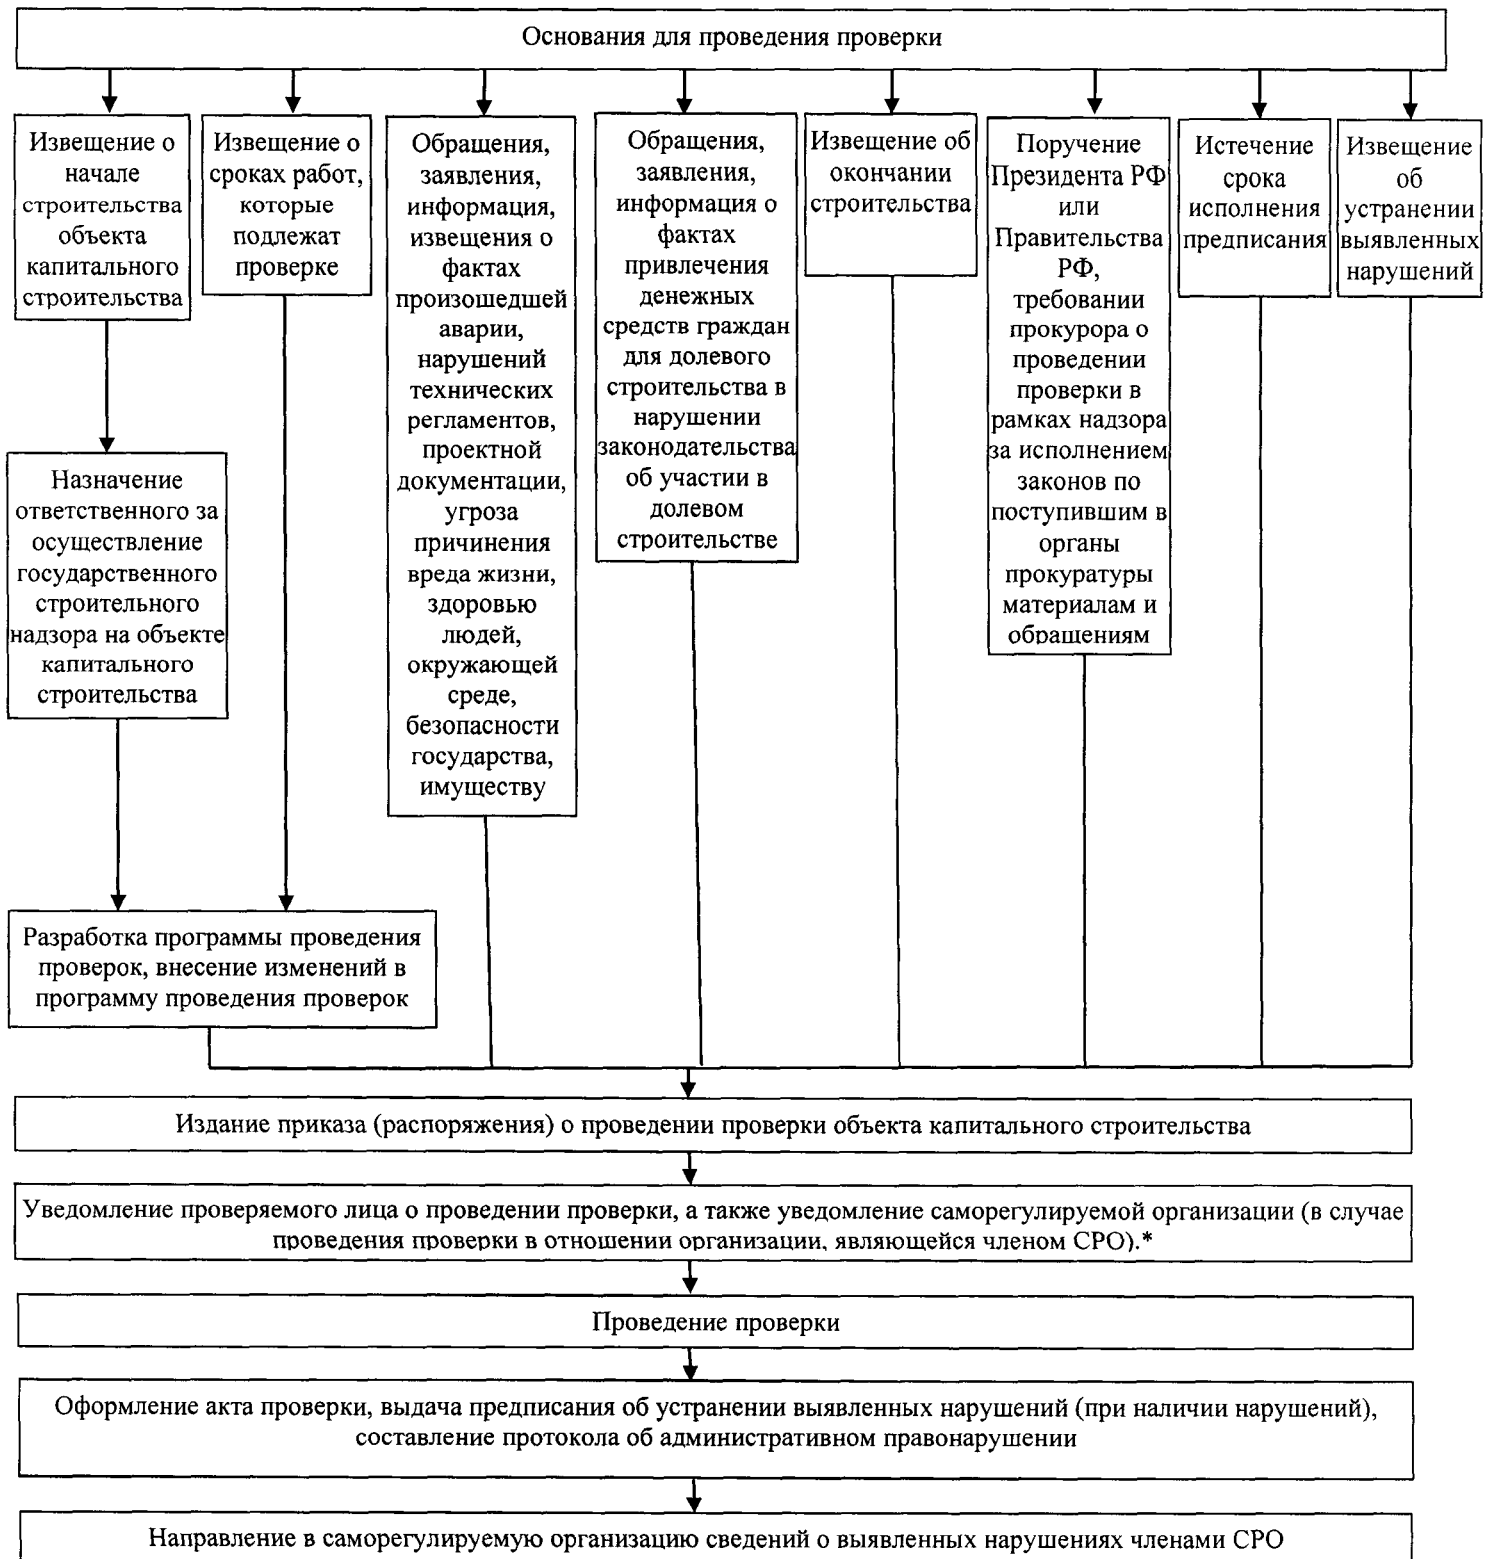 Основания для проведения проверки
Извещение о
начале
строительства
объекта
капитального
строительства
Извещение о
сроках работ,
которые
подлежат
проверке
Обращения,
заявления,
информация,
извещения о
фактах
произошедшей
аварии,
нарушений
технических
регламентов,
проектной
документации,
угроза
причинения
вреда жизни,
здоровью
людей,
окружающей
среде,
безопасности
государства,
имуществу
Обращения,
заявления,
информация о
фактах
привлечения
денежных
средств граждан
для долевого
строительства в
нарушении
законодательства
об участии в
долевом
строительстве
Извещение об
окончании
строительства
Поручение
Президента РФ
или
Правительства
РФ,
требовании
прокурора о
проведении
проверки в
рамках надзора
за исполнением
законов по
поступившим в
органы
прокуратуры
материалам и
обращениям
Истечение
срока
исполнения
предписания
Извещение
об
устранении
выявленных
нарушений
Назначение
ответственного за
осуществление
государственного
строительного
надзора на объекте
капитального
строительства
Разработка программы проведения
проверок, внесение изменений в
программу проведения проверок
Издание приказа (распоряжения) о проведении проверки объекта капитального строительства
Уведомление проверяемого лица о проведении проверки, а также уведомление саморегулируемой организации (в случае
проведения проверки в отношении организации, являющейся членом СРО).*
Проведение проверки
Оформление акта проверки, выдача предписания об устранении выявленных нарушений (при наличии нарушений),
составление протокола об административном правонарушении
Направление в саморегулируемую организацию сведений о выявленных нарушениях членами СРО